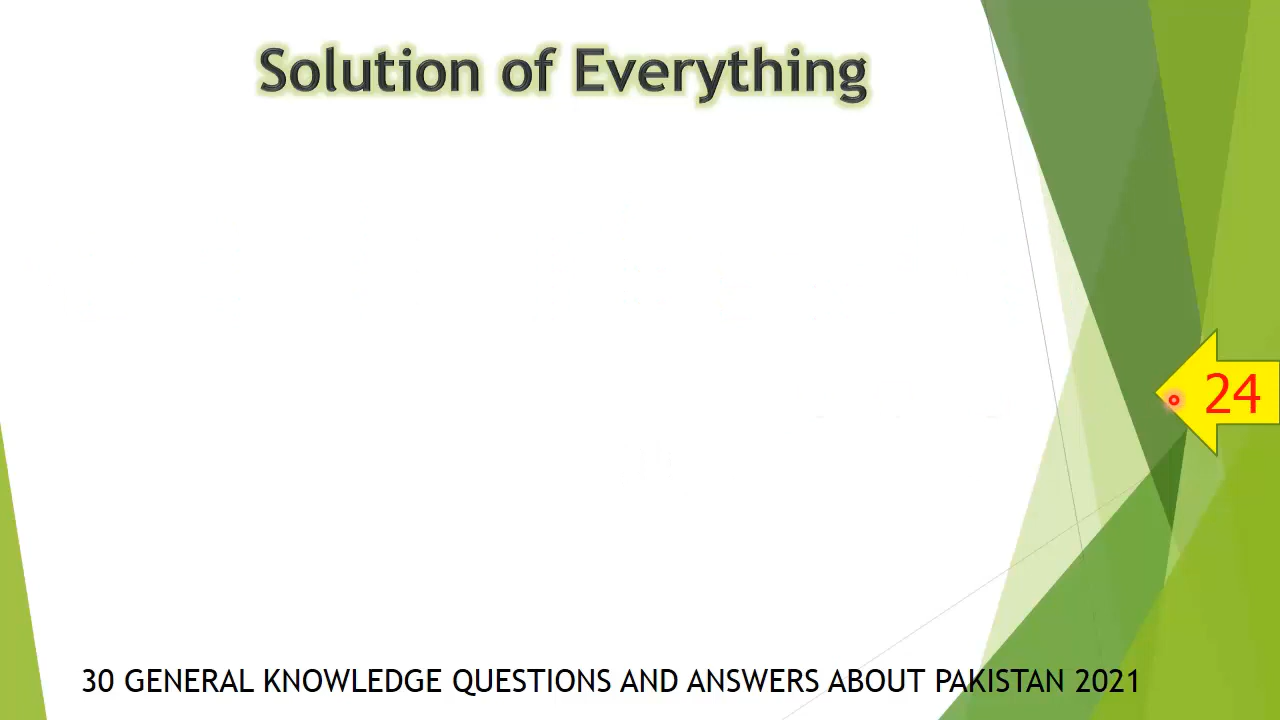 Solution of Everything
24
30 GENERAL KNOWLEDGE QUESTIONS AND ANSWERS ABOUT PAKISTAN 2021